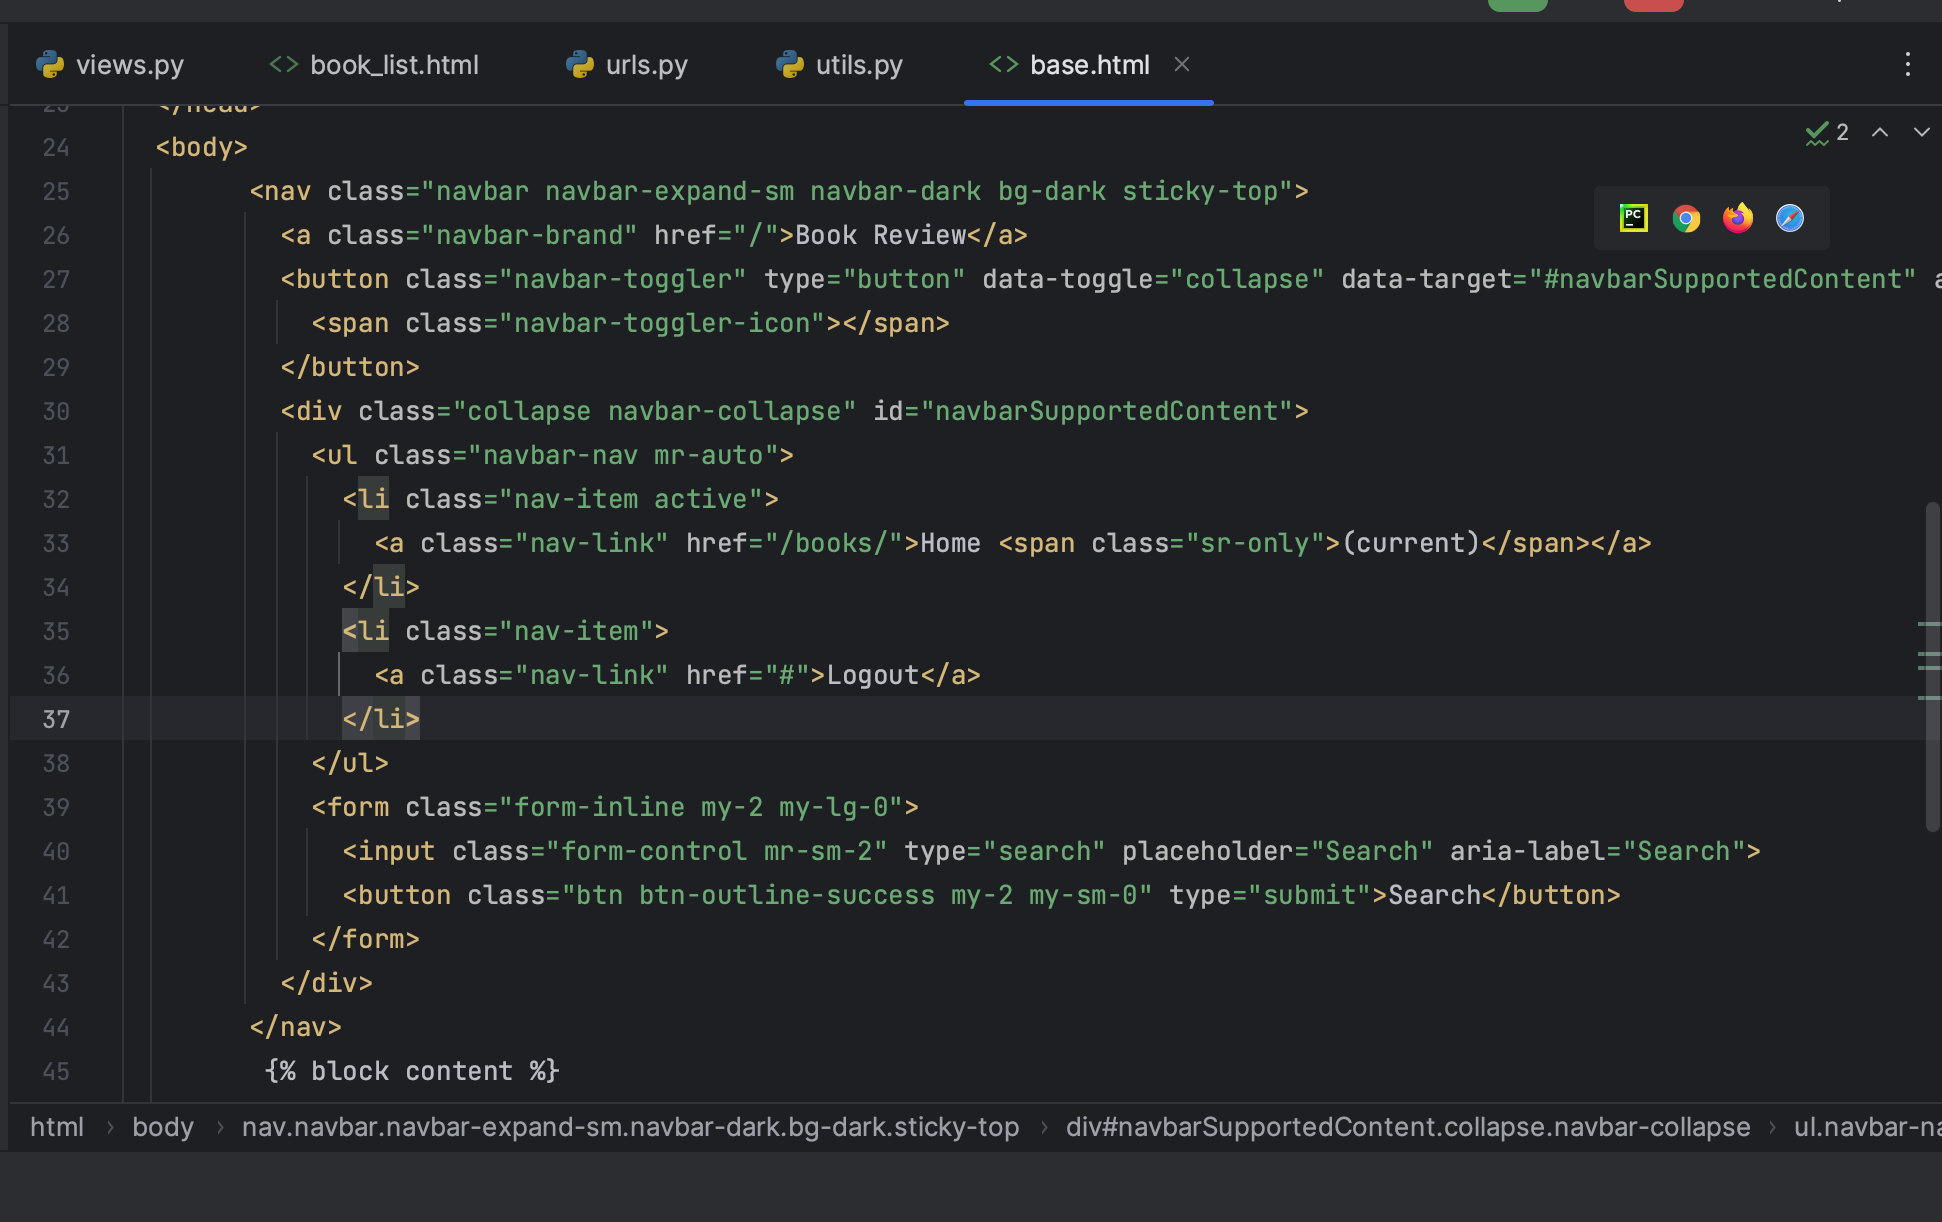 views.py book_list.html urls.py utils.py base.html
23 </head>
2
24 <body>
25 <nav class="navbar navbar-expand-sm navbar-dark bg-dark sticky-top">
PC
26 <a class="navbar-brand" href="/">Book Review</a>
27 <button class="navbar-toggler" type="button" data-toggle="collapse" data-target="#navbarSupportedContent" a
28 <span class="navbar-toggler-icon"></span>
29 </button>
30 <div class="collapse navbar-collapse" id="navbarSupportedContent">
31 <ul class="navbar-nav mr-auto">
32 <li class="nav-item active">
33 <a class="nav-link" href="/books/">Home <span class="sr-only">(current)</span></a>
34 </li>
35 <li class="nav-item">
36 <a class="nav-link" href="#">Logout</a>
37 </li>
38 </ul>
39 <form class="form-inline my-2 my-lg-0">
40 <input class="form-control mr-sm-2" type="search" placeholder="Search" aria-label="Search">
41 <button class="btn btn-outline-success my-2 my-sm-0" type="submit">Search</button>
42 </form>
43 </div>
44 </nav>
45 {% block content %}
html › body › nav.navbar.navbar-expand-sm.navbar-dark.bg-dark.sticky-top › div#navbarSupportedContent.collapse.navbar-collapse › ul.navbar-na